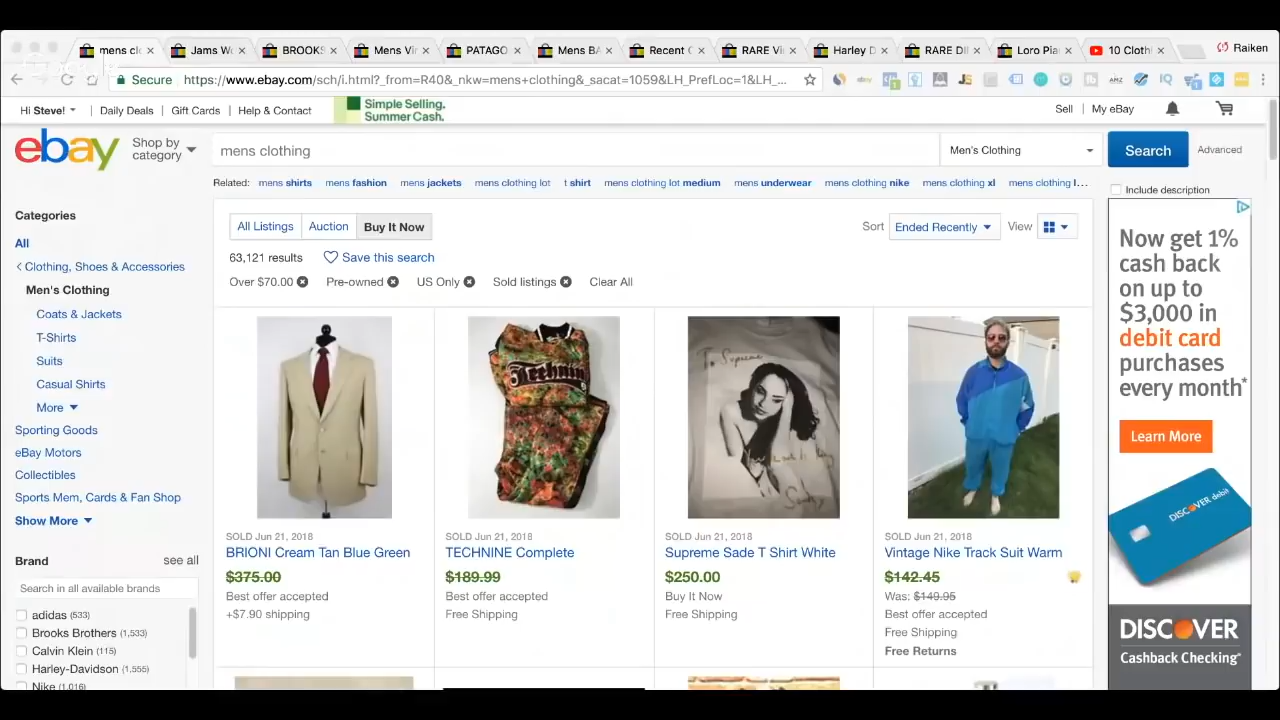 mens cl
Jams Wo
BROOKS
Mens Vin
PATAGO
Mens BA
Recent
RARE Vi
Harley D
RARE DI
Loro Pia
10 Clothi
Raiken
Secure
https://www.ebay.com/sch/i.html?_from=R40&_nkw=mens+clothing&_sacat=1059&LH_PrefLoc=1&LH_...
Hi Steve!
Daily Deals
Gift Cards
Help & Contact
Simple Selling.
Summer Cash.
Sell
My eBay
ebay
Shop by
category
mens clothing
Men's Clothing
Search
Advanced
Related:
mens shirts
mens fashion
mens jackets
mens clothing lot
t shirt
mens clothing lot medium
mens underwear
mens clothing nike
mens clothing xl
mens clothing l...
Include description
Categories
All
Clothing, Shoes & Accessories
Men's Clothing
Coats & Jackets
T-Shirts
Suits
Casual Shirts
More
Sporting Goods
eBay Motors
Collectibles
Sports Mem, Cards & Fan Shop
Show More
Brand
see all
Search in all available brands
adidas (533)
Brooks Brothers (1,533)
Calvin Klein (115)
Harley-Davidson (1,555)
Nike (1,016)
All Listings
Auction
Buy It Now
Sort
Ended Recently
View
63,121 results
Save this search
Over $70.00
Pre-owned
US Only
Sold listings
Clear All
Technine
To Supreme
SOLD Jun 21, 2018
BRIONI Cream Tan Blue Green
$375.00
Best offer accepted
+$7.90 shipping
SOLD Jun 21, 2018
TECHNINE Complete
$189.99
Best offer accepted
Free Shipping
SOLD Jun 21, 2018
Supreme Sade T Shirt White
$250.00
Buy It Now
Free Shipping
SOLD Jun 21, 2018
Vintage Nike Track Suit Warm
$142.45
Was: $149.95
Best offer accepted
Free Shipping
Free Returns
Now get 1%
cash back
on up to
$3,000 in
debit card
purchases
every month*
Learn More
DISCOVER debit
DISCOVER
Cashback Checking*